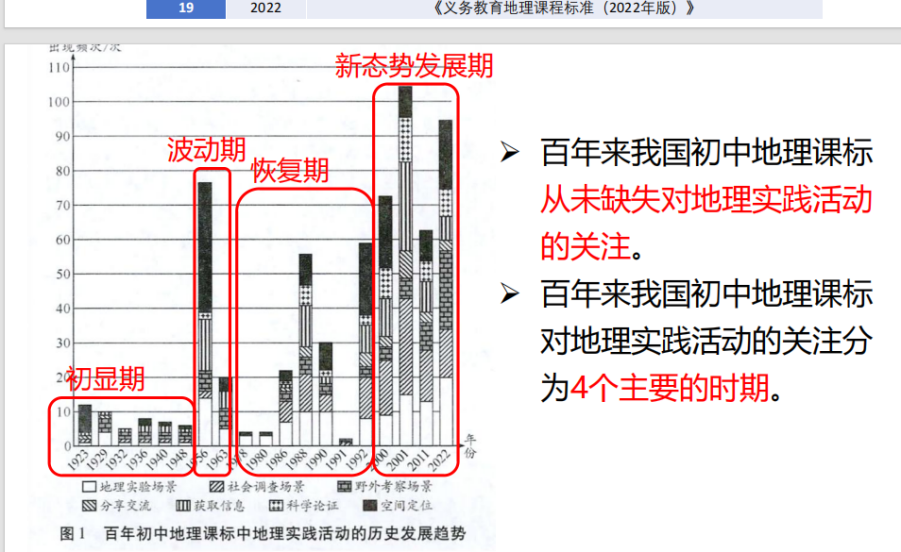 19 2022 《义务教育地理课程标准（2022年版）》
出现频次/次
110
100
90
80
70
60
50
40
30
20
10
0
新态势发展期
波动期
恢复期
初显期
1923 1929 1932 1936 1940 1948 1956 1963 1978 1980 1986 1988 1990 1991 1992 2000 2001 2011 2022
年份
地理实验场景 社会调查场景 野外考察场景
分享交流 获取信息 科学论证 空间定位
图1 百年初中地理课标中地理实践活动的历史发展趋势
➢ 百年来我国初中地理课标
从未缺失对地理实践活动
的关注。
➢ 百年来我国初中地理课标
对地理实践活动的关注分
为4个主要的时期。